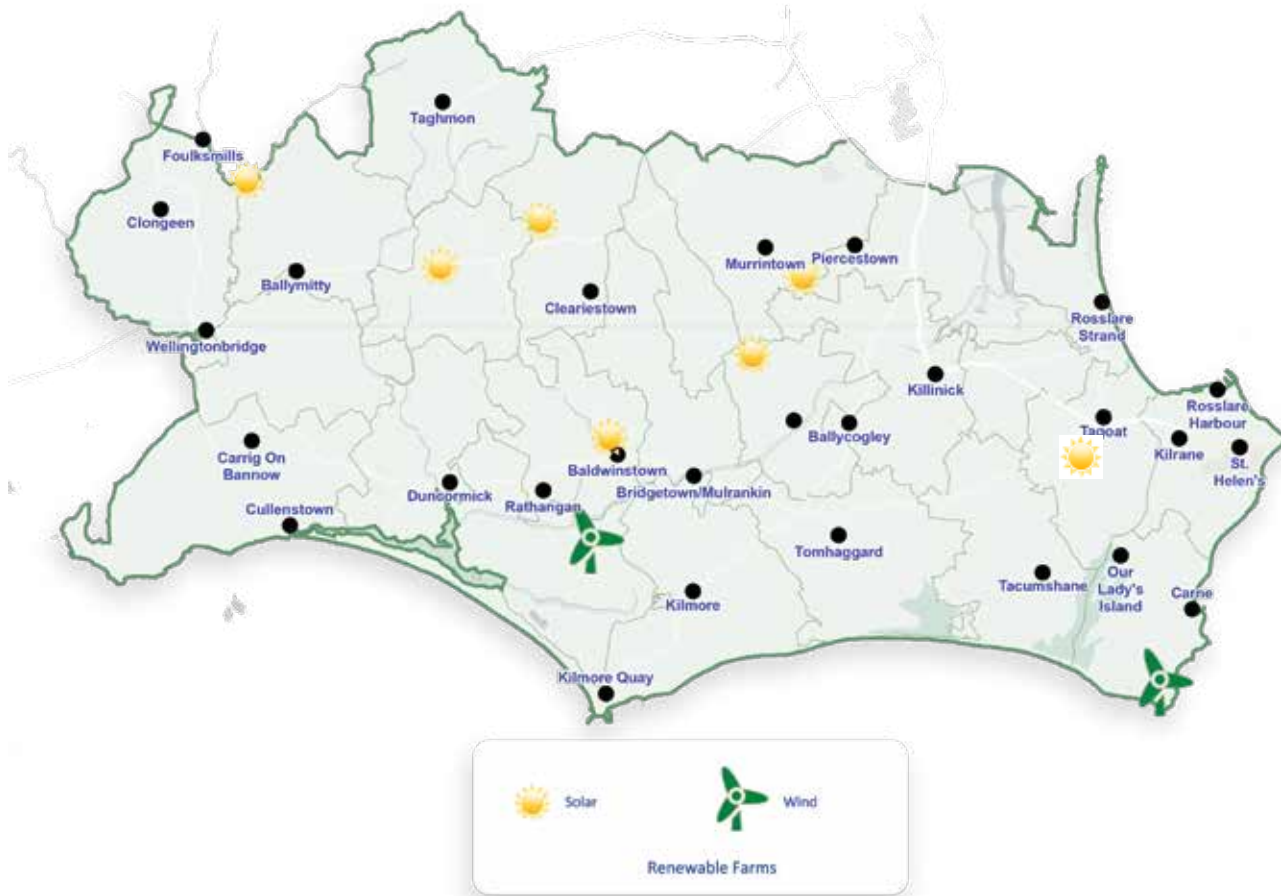 Taghmon
Foulksmills
Clongeen
Murrintown
Piercestown
Ballymitty
Cleariestown
Rosslare
Strand
Wellingtonbridge
Killinick
Rosslare
Harbour
Tagoat
Ballycogley
Kilrane
Carrig On
Bannow
St.
Helen's
Baldwinstown
Bridgetown/Mulrankin
Duncormick
Rathangan
Cullenstown
Tomhaggard
Tacumshane
Our
Lady's
Island
Carne
Kilmore
Kilmore Quay
Solar
Wind
Renewable Farms